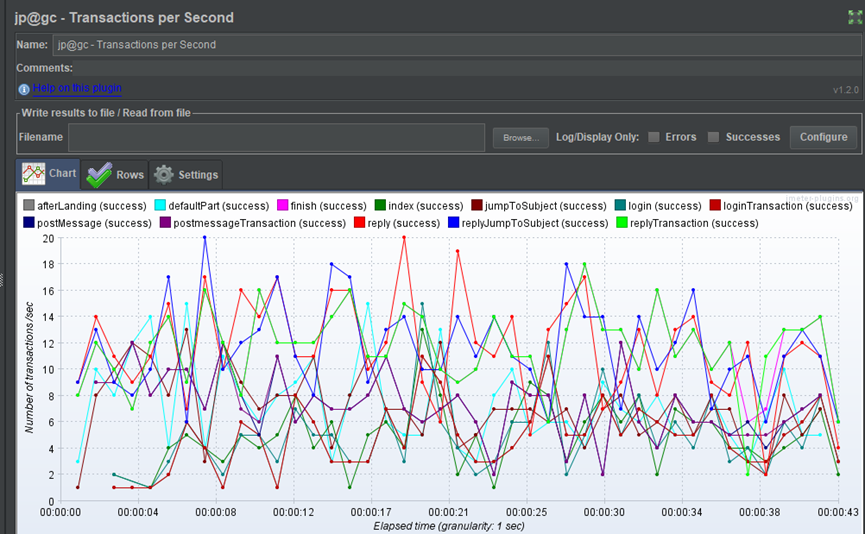 jp@gc - Transactions per Second
Name: jp@gc - Transactions per Second
Comments:
Help on this plugin v1.2.0
Write results to file / Read from file
Filename Browse... Log/Display Only: Errors Successes Configure
Chart Rows Settings
jmeter-plugins.org
afterLanding (success) defaultPart (success) finish (success) index (success) jumpToSubject (success) login (success) loginTransaction (success)
postMessage (success) postmessageTransaction (success) reply (success) replyJumpToSubject (success) replyTransaction (success)
20
18
16
14
12
10
8
6
4
2
0
Number of transactions /sec
00:00:00 00:00:04 00:00:08 00:00:12 00:00:17 00:00:21 00:00:25 00:00:30 00:00:34 00:00:38 00:00:43
Elapsed time (granularity: 1 sec)